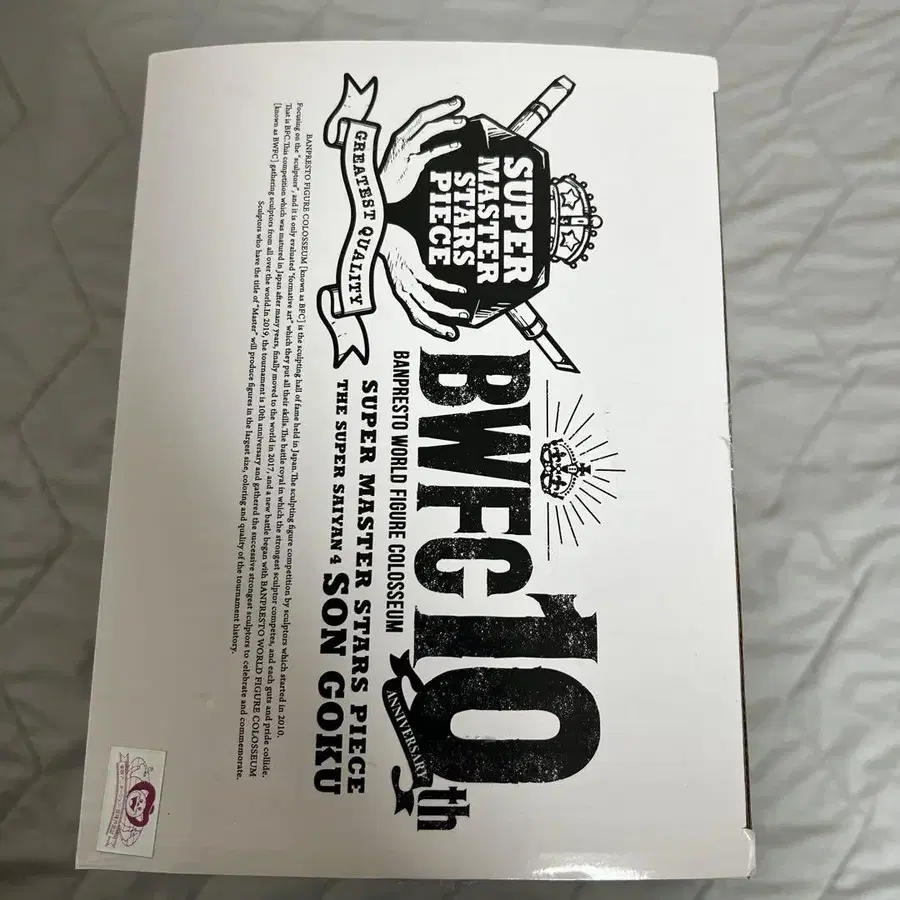 SUPER
MASTER
STARS
PIECE
GREATEST QUALITY
BWFC10th
ANNIVERSARY
BANPRESTO WORLD FIGURE COLOSSEUM
SUPER MASTER STARS PIECE
THE SUPER SAIYAN 4 SON GOKU
BANPRESTO FIGURE COLOSSEUM [known as BFC] is the sculpting hall of fame held in Japan. The sculpting figure competition by sculptors which started in 2010.
Focusing on the "sculptors", and it is only evaluated "formative art" which they put all their skills. The battle royal in which the strongest sculptor competes, and each guts and pride collide.
That is BFC. This competition which was matured in Japan after many years, finally moved to the world in 2017, and a new battle began with BANPRESTO WORLD FIGURE COLOSSEUM
[known as BWFC] gathering sculptors from all over the world. In 2019, the tournament is 10th anniversary and gathered the successive strongest sculptors to celebrate and commemorate.
Sculptors who have the title of "Master" will produce figures in the largest size, coloring and quality of the tournament history.